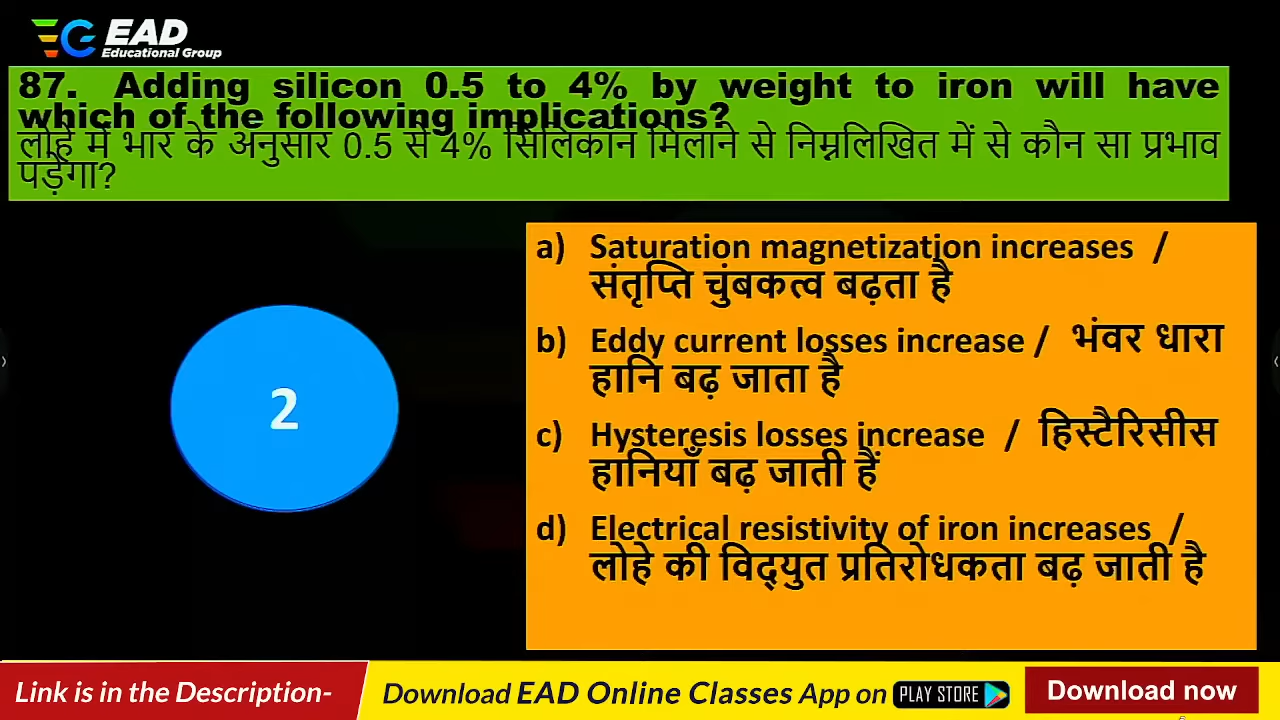 EAD
Educational Group
87. Adding silicon 0.5 to 4% by weight to iron will have
which of the following implications?
लोहे में भार के अनुसार 0.5 से 4% सिलिकॉन मिलाने से निम्नलिखित में से कौन सा प्रभाव
पड़ेगा?
a) Saturation magnetization increases /
संतृप्ति चुंबकत्व बढ़ता है
b) Eddy current losses increase / भंवर धारा
हानि बढ़ जाता है
c) Hysteresis losses increase / हिस्टैरिसीस
हानियाँ बढ़ जाती हैं
d) Electrical resistivity of iron increases /
लोहे की विद्युत प्रतिरोधकता बढ़ जाती है
2
Link is in the Description-
Download EAD Online Classes App on PLAY STORE
Download now